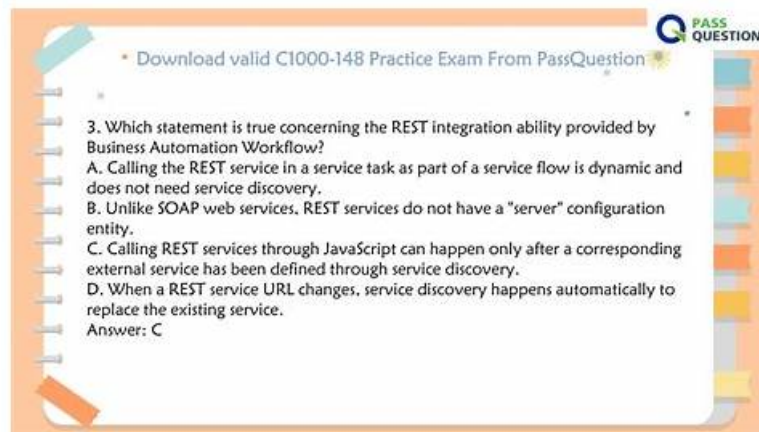 PASS
QUESTION
• Download valid C1000-148 Practice Exam From PassQuestion
3. Which statement is true concerning the REST integration ability provided by
Business Automation Workflow?
A. Calling the REST service in a service task as part of a service flow is dynamic and
does not need service discovery.
B. Unlike SOAP web services, REST services do not have a "server" configuration
entity.
C. Calling REST services through JavaScript can happen only after a corresponding
external service has been defined through service discovery.
D. When a REST service URL changes, service discovery happens automatically to
replace the existing service.
Answer: C